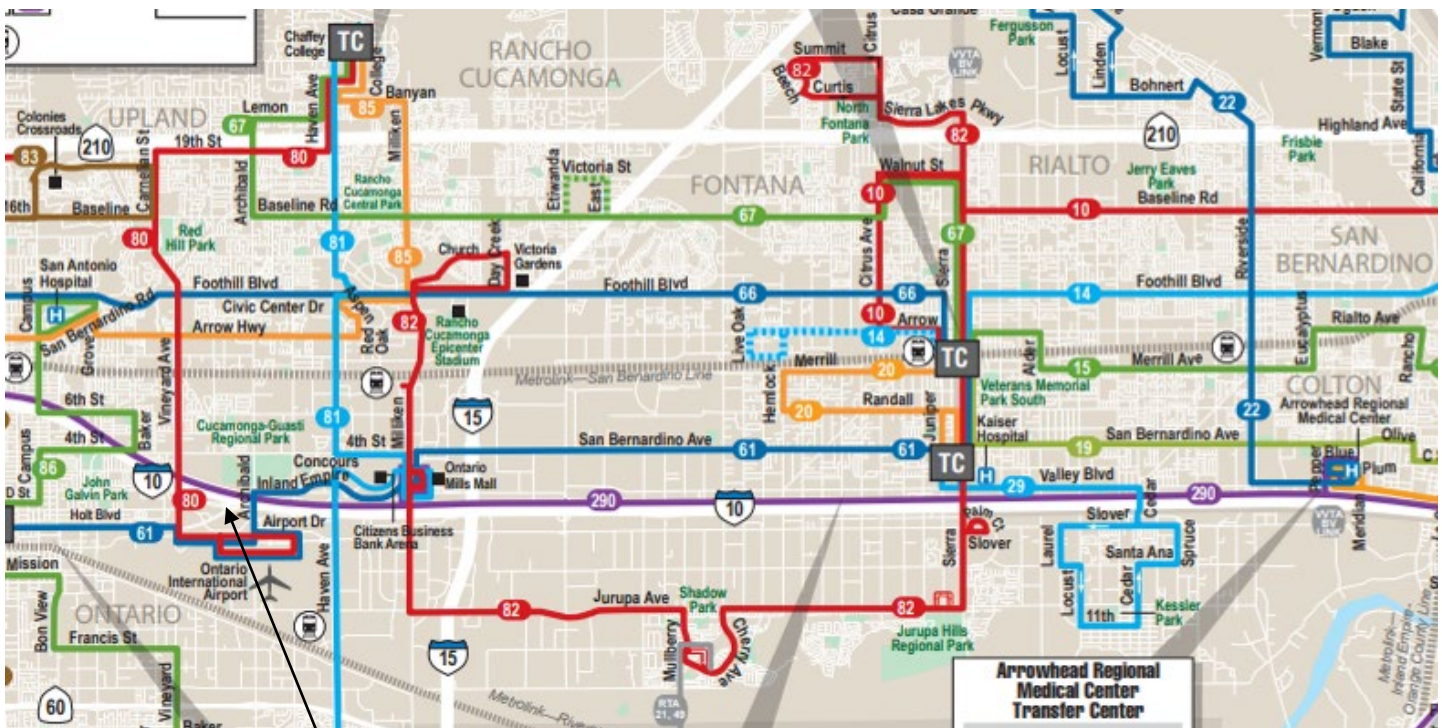 Chaffey
College
TC
College
RANCHO
CUCAMONGA
Summit
Citrus
82
Beech
Curtis
North
Fontana
Park
Sierra Lakes Pkwy
82
Fergusson
Park
VVTA
BV
LINK
Locust
Linden
Bohnert
22
Vermont
Blake
State St
Highland Ave
California
Lemon
67
Haven Ave
85
Banyan
Milliken
Colonies
Crossroads
UPLAND
83
210
19th St
80
Carnelian St
16th
Baseline
Archibald
Rancho
Cucamonga
Central Park
Baseline Rd
Etiwanda
Victoria St
East
FONTANA
67
Walnut St
10
RIALTO
210
Jerry Eaves
Park
Frisbie
Park
10
Baseline Rd
80
Red
Hill Park
81
85
Church
Day Creek
Victoria
Gardens
Citrus Ave
Sierra
67
Riverside
SAN
BERNARDINO
San Antonio
Hospital
Campus
H
Foothill Blvd
66
66
14
Foothill Blvd
San Bernardino Rd
Grove
Civic Center Dr
Arrow Hwy
Aspen
Red Oak
82
Rancho
Cucamonga
Epicenter
Stadium
Live Oak
10
Arrow
14
Merrill
TC
Alder
15
Merrill Ave
Eucalyptus
Rialto Ave
Rancho
Metrolink—San Benardino Line
15
20
Hemlock
20
Randall
Juniper
Veterans Memorial
Park South
Kaiser
Hospital
H
22
COLTON
Arrowhead Regional
Medical Center
Vineyard Ave
6th St
4th St
Baker
Campus
86
D St
Cucamonga-Guasti
Regional Park
81
4th St
Milliken
San Bernardino Ave
61
61
TC
19
San Bernardino Ave
Olive
Pepper
Blue
H
Plum
Meridian
John
Galvin Park
10
80
Archibald
Concours
Inland Empire
Ontario
Mills Mall
290
10
Valley Blvd
29
290
Cedar
VVTA
BV
LINK
Holt Blvd
61
Airport Dr
Citizens Business
Bank Arena
Palm Ct
Slover
Slover
Laurel
Santa Ana
Spruce
Locust
Cedar
11th
Kessler
Park
Mission
Ontario
International
Airport
Haven Ave
Sierra
ONTARIO
Bon View
Francis St
Vineyard
Baker
60
82
Jurupa Ave
Shadow
Park
Mulberry
Cherry Ave
82
Jurupa Hills
Regional Park
15
RTA
21, 49
Metrolink—
Inland Empire-
Orange County Line
Arrowhead Regional
Medical Center
Transfer Center